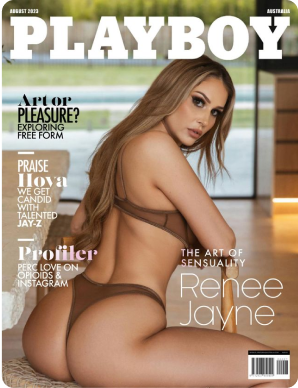 AUGUST 2023
AUSTRALIA
PLAYBOY
Art or
PLEASURE?
EXPLORING
FREE FORM
PRAISE
Hova
WE GET
CANDID
WITH
TALENTED
JAY-Z
Profiler
PERC LOVE ON
OPIOIDS &
INSTAGRAM
THE ART OF
SENSUALITY
Renee
Jayne